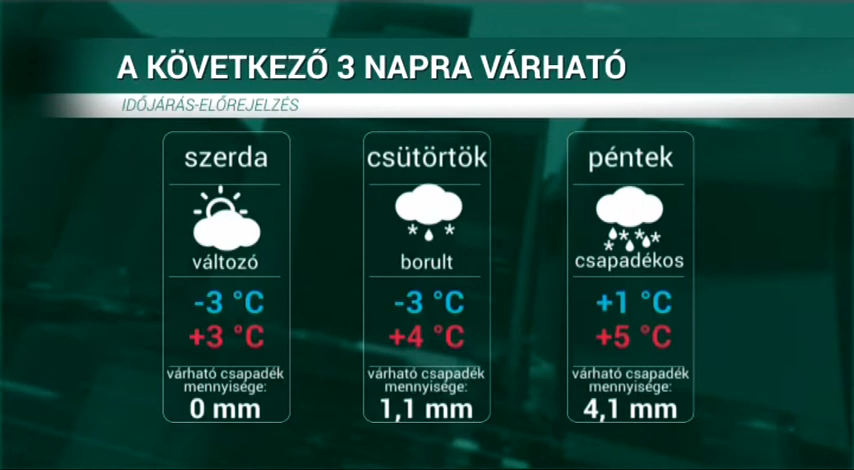 A KÖVETKEZŐ 3 NAPRA VÁRHATÓ
IDŐJÁRÁS-ELŐREJELZÉS
szerda
változó
-3 °C
+3 °C
várható csapadék
mennyisége:
0 mm
csütörtök
borult
-3 °C
+4 °C
várható csapadék
mennyisége:
1,1 mm
péntek
csapadékos
+1 °C
+5 °C
várható csapadék
mennyisége:
4,1 mm